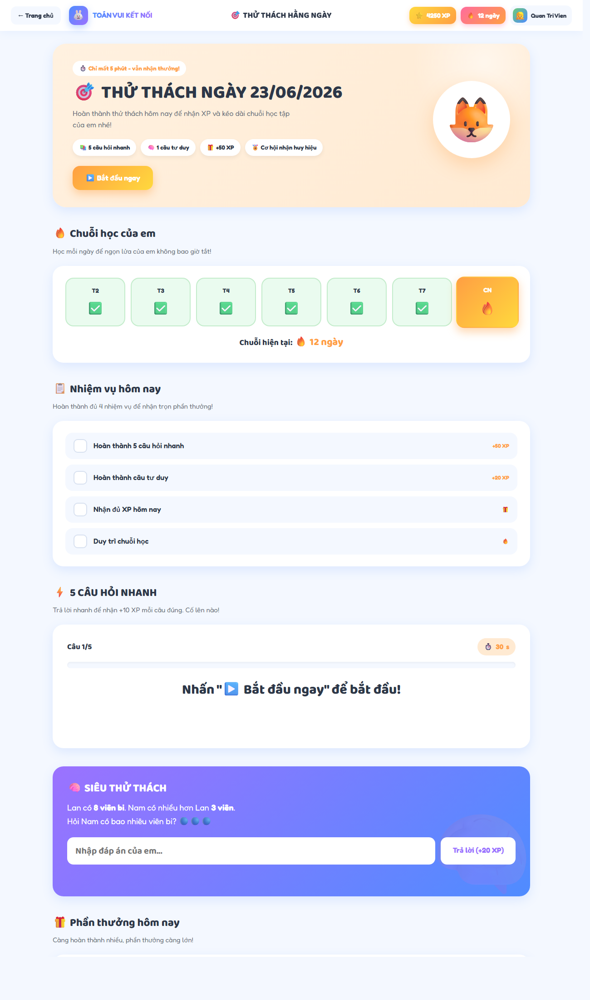 ← Trang chủ
TOÁN VUI KẾT NỐI
THỬ THÁCH HẰNG NGÀY
4250 XP
12 ngày
Quan Tri Vien
Chỉ mất 5 phút - vẫn nhận thưởng!
THỬ THÁCH NGÀY 23/06/2026
Hoàn thành thử thách hôm nay để nhận XP và kéo dài chuỗi học tập
của em nhé!
5 câu hỏi nhanh
1 câu tư duy
+50 XP
Cơ hội nhận huy hiệu
Bắt đầu ngay
Chuỗi học của em
Học mỗi ngày để ngọn lửa của em không bao giờ tắt!
T2
T3
T4
T5
T6
T7
CN
Chuỗi hiện tại: 12 ngày
Nhiệm vụ hôm nay
Hoàn thành đủ 4 nhiệm vụ để nhận trọn phần thưởng!
Hoàn thành 5 câu hỏi nhanh
+50 XP
Hoàn thành câu tư duy
+20 XP
Nhận đủ XP hôm nay
Duy trì chuỗi học
5 CÂU HỎI NHANH
Trả lời nhanh để nhận +10 XP mỗi câu đúng. Cố lên nào!
Câu 1/5
30 s
Nhấn "▶ Bắt đầu ngay" để bắt đầu!
SIÊU THỬ THÁCH
Lan có 8 viên bi. Nam có nhiều hơn Lan 3 viên.
Hỏi Nam có bao nhiêu viên bi?
Nhập đáp án của em...
Trả lời (+20 XP)
Phần thưởng hôm nay
Càng hoàn thành nhiều, phần thưởng càng lớn!